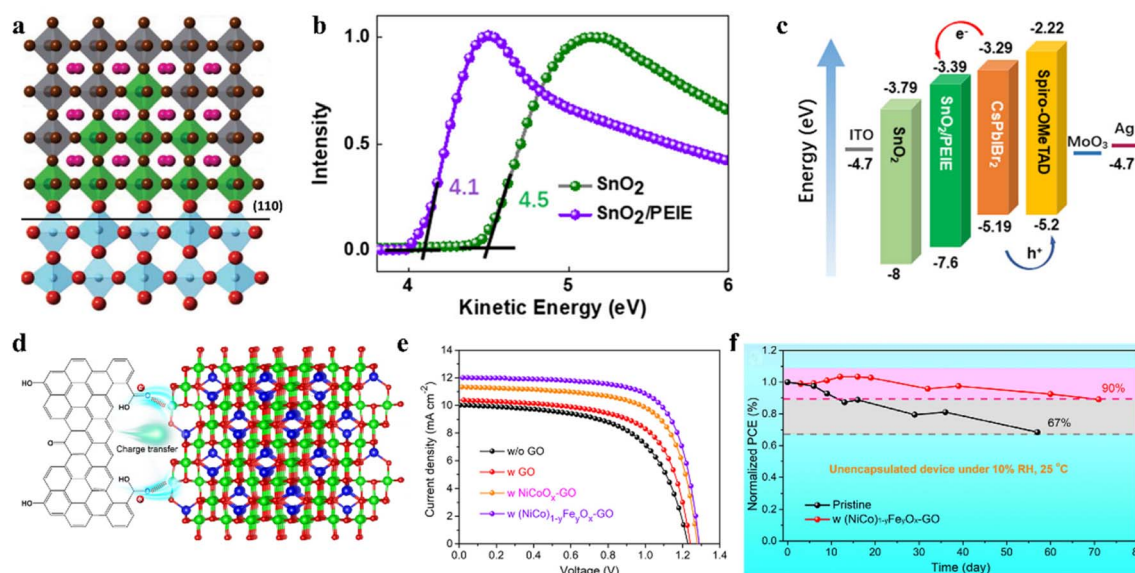 a
(110)
b
Intensity
1.0
0.5
0.0
4.1
4.5
SnO₂
SnO₂/PEIE
4
5
6
Kinetic Energy (eV)
c
Energy (eV)
ITO
-4.7
-3.79
SnO₂
-8
e⁻
-3.39
SnO₂/PEIE
-7.6
-3.29
CsPbIBr₂
-5.19
-2.22
Spiro-OMeTAD
-5.2
h⁺
MoO₃
Ag
-4.7
d
HO
HO
O
HO
HO
Charge transfer
e
Current density (mA cm⁻²)
14
12
10
8
6
4
2
0
w/o GO
w GO
w NiCoOₓ-GO
w (NiCo)₁₋yFeyOₓ-GO
0.0
0.2
0.4
0.6
0.8
1.0
1.2
1.4
Voltage (V)
f
Normalized PCE (%)
1.2
1.0
0.8
0.6
0.4
0.2
0.0
90%
67%
Unencapsulated device under 10% RH, 25 °C
Pristine
w (NiCo)₁₋yFeyOₓ-GO
0
10
20
30
40
50
60
70
80
Time (day)